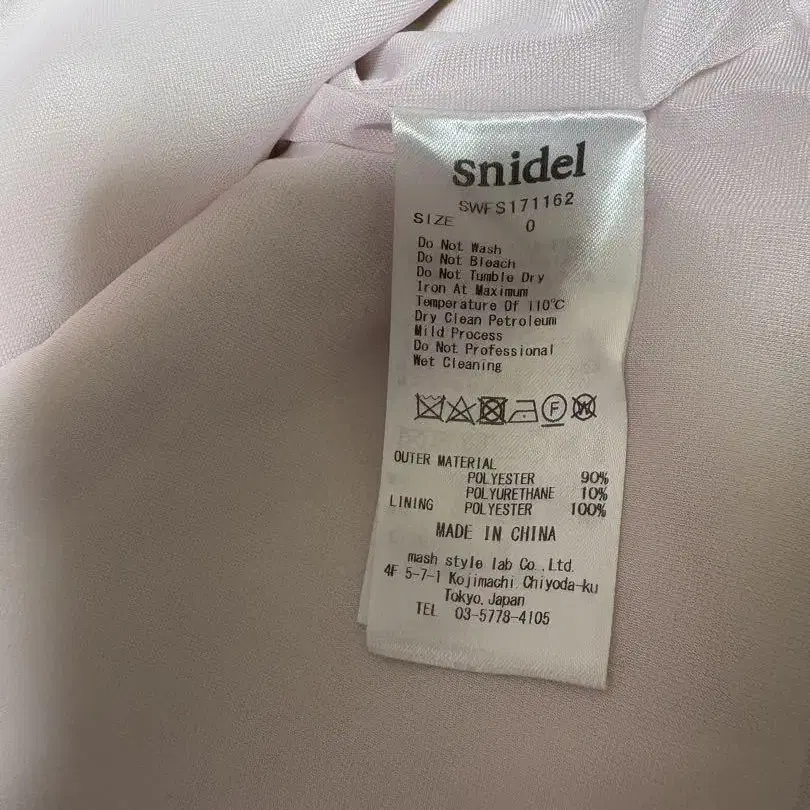 snidel
SWFS171162
SIZE 0
Do Not Wash
Do Not Bleach
Do Not Tumble Dry
Iron At Maximum
Temperature Of 110℃
Dry Clean Petroleum
Mild Process
Do Not Professional
Wet Cleaning
F W
OUTER MATERIAL
POLYESTER 90%
POLYURETHANE 10%
LINING POLYESTER 100%
MADE IN CHINA
mash style lab Co.,Ltd.
4F 5-7-1 Kojimachi Chiyoda-ku
Tokyo, Japan
TEL 03-5778-4105